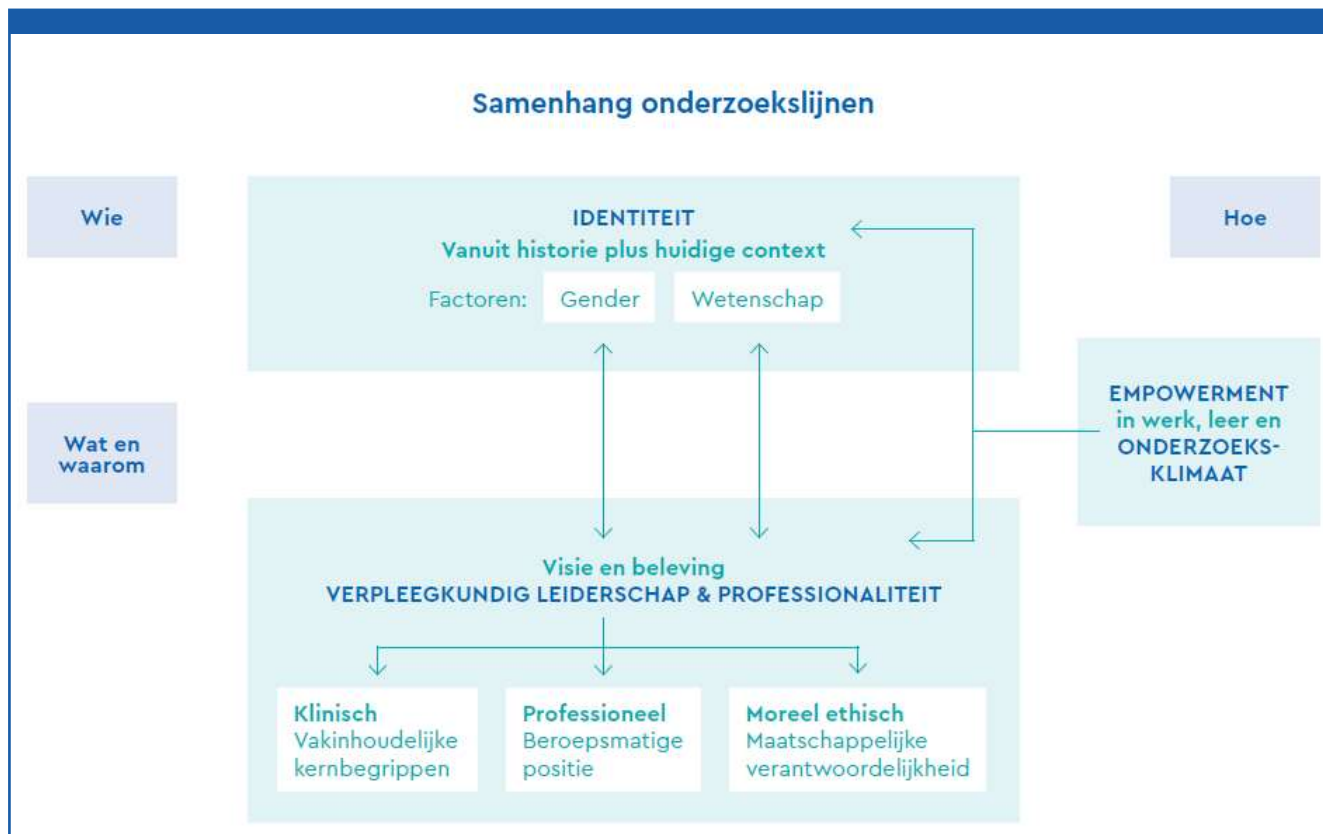 Samenhang onderzoekslijnen
Wie
IDENTITEIT
Vanuit historie plus huidige context
Factoren:
Gender
Wetenschap
Hoe
EMPOWERMENT
in werk, leer en
ONDERZOEKS-
KLIMAAT
Wat en
waarom
Visie en beleving
VERPLEEGKUNDIG LEIDERSCHAP & PROFESSIONALITEIT
Klinisch
Vakinhoudelijke
kernbegrippen
Professioneel
Beroepsmatige
positie
Moreel ethisch
Maatschappelijke
verantwoordelijkheid